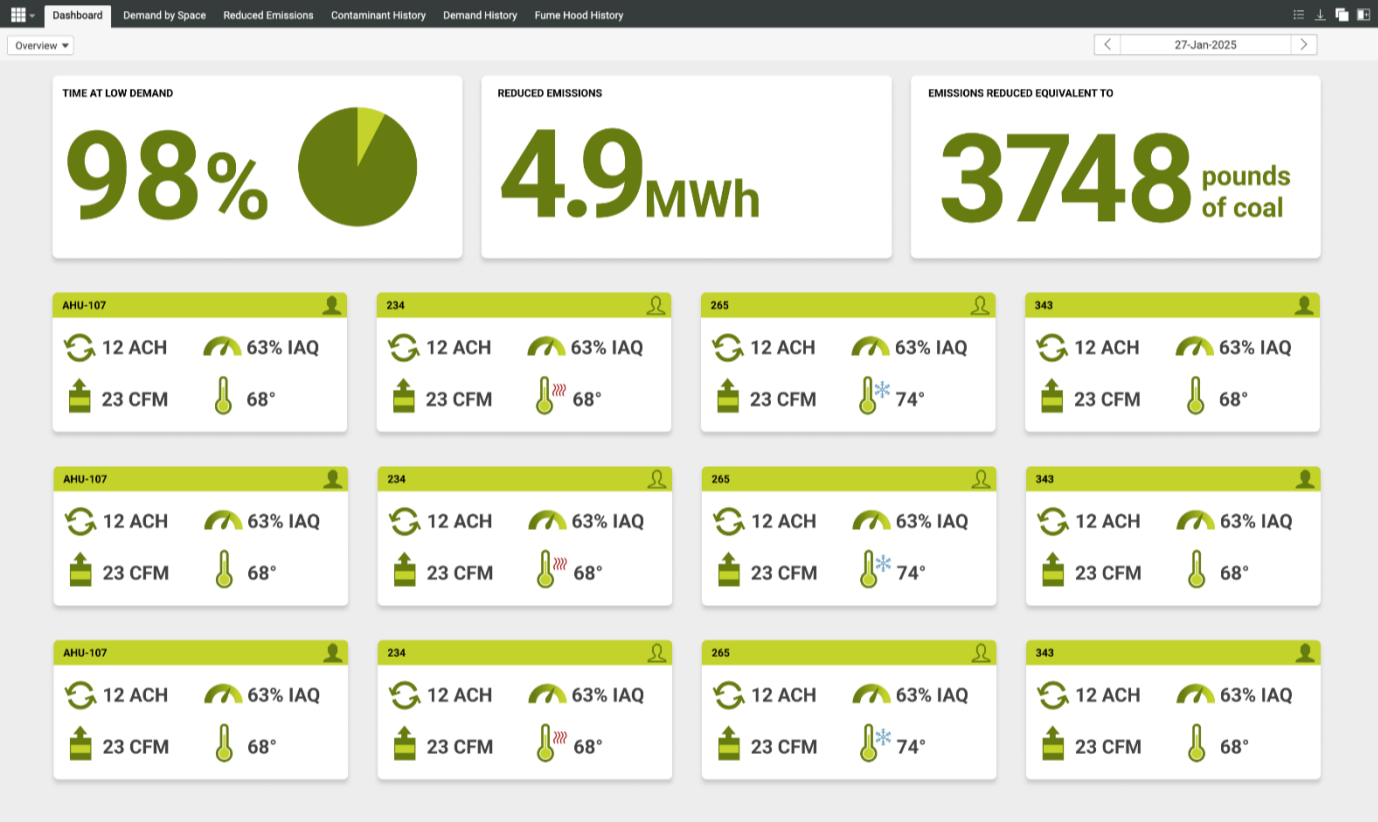 Dashboard Demand by Space Reduced Emissions Contaminant History Demand History Fume Hood History
Overview 27-Jan-2025
TIME AT LOW DEMAND
98%
REDUCED EMISSIONS
4.9 MWh
EMISSIONS REDUCED EQUIVALENT TO
3748 pounds
of coal
AHU-107 234 265 343
12 ACH 63% IAQ 12 ACH 63% IAQ 12 ACH 63% IAQ 12 ACH 63% IAQ
23 CFM 68° 23 CFM 68° 23 CFM 74° 23 CFM 68°
AHU-107 234 265 343
12 ACH 63% IAQ 12 ACH 63% IAQ 12 ACH 63% IAQ 12 ACH 63% IAQ
23 CFM 68° 23 CFM 68° 23 CFM 74° 23 CFM 68°
AHU-107 234 265 343
12 ACH 63% IAQ 12 ACH 63% IAQ 12 ACH 63% IAQ 12 ACH 63% IAQ
23 CFM 68° 23 CFM 68° 23 CFM 74° 23 CFM 68°